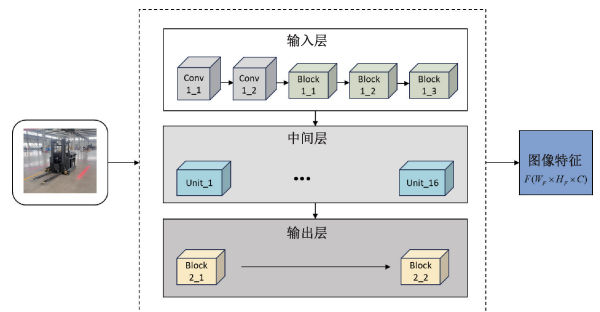 输入层
Conv
1_1
Conv
1_2
Block
1_1
Block
1_2
Block
1_3
中间层
Unit_1
•••
Unit_16
输出层
Block
2_1
Block
2_2
图像特征
F(W_F×H_F×C)